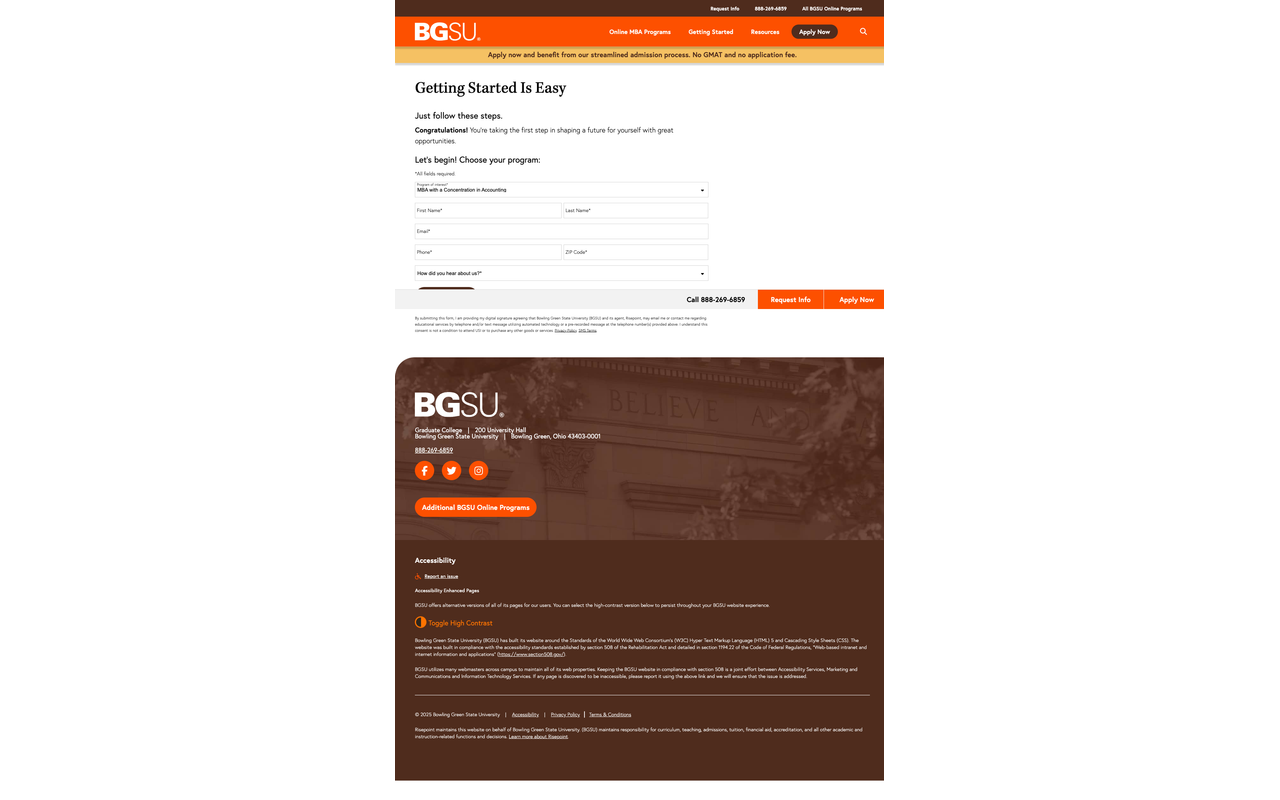 Request Info 888-269-6859 All BGSU Online Programs
BGSU®
Online MBA Programs Getting Started Resources Apply Now
Apply now and benefit from our streamlined admission process. No GMAT and no application fee.
Getting Started Is Easy
Just follow these steps.
Congratulations! You're taking the first step in shaping a future for yourself with great
opportunities.
Let's begin! Choose your program:
*All fields required.
Program of interest*
MBA with a Concentration in Accounting
First Name* Last Name*
Email*
Phone* ZIP Code*
How did you hear about us?*
Call 888-269-6859 Request Info Apply Now
By submitting this form, I am providing my digital signature agreeing that Bowling Green State University (BGSU) and its agent, Risepoint, may email me or contact me regarding
educational services by telephone and/or text message utilizing automated technology or a pre-recorded message at the telephone number(s) provided above. I understand this
consent is not a condition to attend USI or to purchase any other goods or services. Privacy Policy. SMS Terms.
BELIEVE AND
BGSU®
Graduate College | 200 University Hall
Bowling Green State University | Bowling Green, Ohio 43403-0001
888-269-6859
Additional BGSU Online Programs
Accessibility
Report an issue
Accessibility Enhanced Pages
BGSU offers alternative versions of all of its pages for our users. You can select the high-contrast version below to persist throughout your BGSU website experience.
Toggle High Contrast
Bowling Green State University (BGSU) has built its website around the Standards of the World Wide Web Consortium's (W3C) Hyper Text Markup Language (HTML) 5 and Cascading Style Sheets (CSS). The
website was built in compliance with the accessibility standards established by section 508 of the Rehabilitation Act and detailed in section 1194.22 of the Code of Federal Regulations, "Web-based intranet and
internet information and applications" (https://www.section508.gov/).
BGSU utilizes many webmasters across campus to maintain all of its web properties. Keeping the BGSU website in compliance with section 508 is a joint effort between Accessibility Services, Marketing and
Communications and Information Technology Services. If any page is discovered to be inaccessible, please report it using the above link and we will ensure that the issue is addressed.
© 2025 Bowling Green State University | Accessibility | Privacy Policy | Terms & Conditions
Risepoint maintains this website on behalf of Bowling Green State University. (BGSU) maintains responsibility for curriculum, teaching, admissions, tuition, financial aid, accreditation, and all other academic and
instruction-related functions and decisions. Learn more about Risepoint.